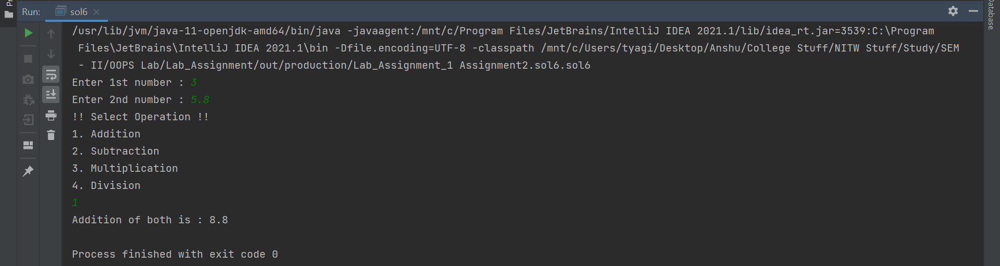 Run:
sol6
/usr/lib/jvm/java-11-openjdk-amd64/bin/java -javaagent:/mnt/c/Program Files/JetBrains/IntelliJ IDEA 2021.1/lib/idea_rt.jar=3539:C:\Program
Files\JetBrains\IntelliJ IDEA 2021.1\bin -Dfile.encoding=UTF-8 -classpath /mnt/c/Users/tyagi/Desktop/Anshu/College Stuff/NITW Stuff/Study/SEM
- II/OOPS Lab/Lab_Assignment/out/production/Lab_Assignment_1 Assignment2.sol6.sol6
Enter 1st number : 3
Enter 2nd number : 5.8
!! Select Operation !!
1. Addition
2. Subtraction
3. Multiplication
4. Division
1
Addition of both is : 8.8
Process finished with exit code 0
Database